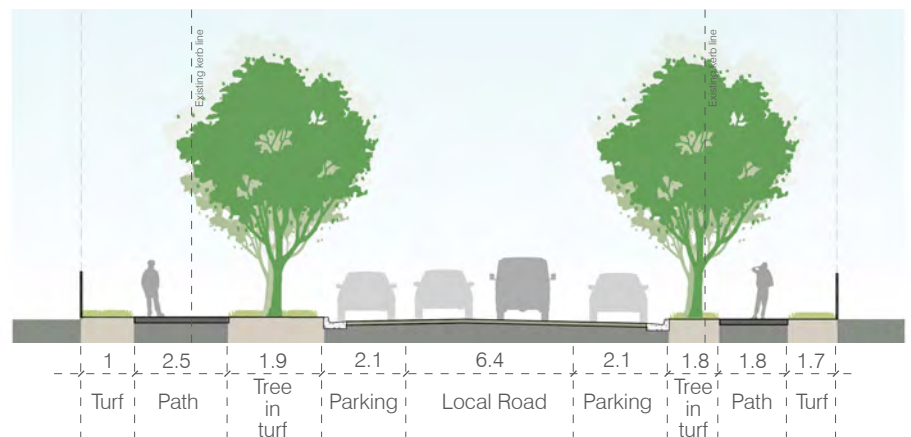 Existing kerb line
Existing kerb line
1 2.5 1.9 2.1 6.4 2.1 1.8 1.8 1.7
Turf Path Tree in turf Parking Local Road Parking Tree in turf Path Turf